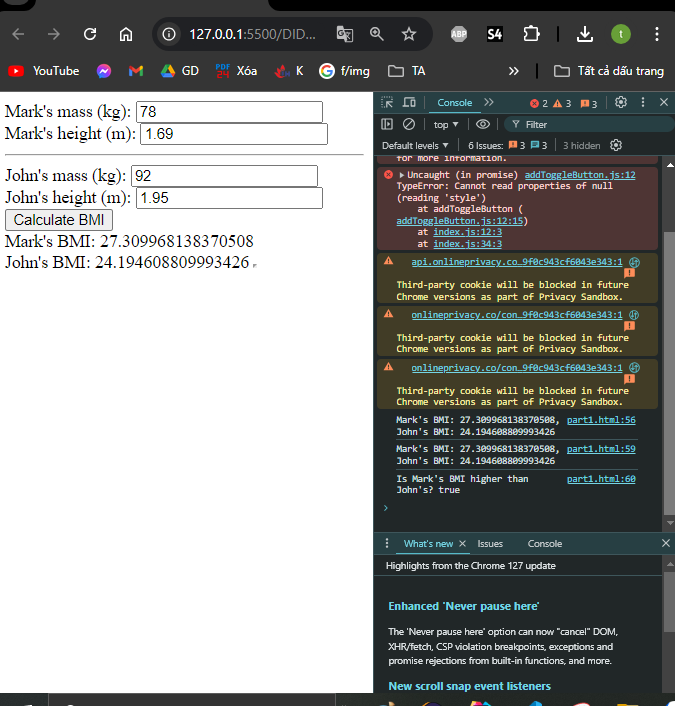 127.0.0.1:5500/DID...
ABP
S4
t
YouTube
GD
PDF
24
Xóa
K
f/img
TA
»
Tất cả dấu trang
Mark's mass (kg): 78
Mark's height (m): 1.69
John's mass (kg): 92
John's height (m): 1.95
Calculate BMI
Mark's BMI: 27.309968138370508
John's BMI: 24.194608809993426
Console
2
3
3
top
Filter
Default levels
6 Issues:
3
3
3 hidden
for more information.
Uncaught (in promise) addToggleButton.js:12
TypeError: Cannot read properties of null
(reading 'style')
at addToggleButton (
addToggleButton.js:12:15)
at index.js:12:3
at index.js:34:3
api.onlineprivacy.co…9f0c943cf6043e343:1
Third-party cookie will be blocked in future
Chrome versions as part of Privacy Sandbox.
onlineprivacy.co/con…9f0c943cf6043e343:1
Third-party cookie will be blocked in future
Chrome versions as part of Privacy Sandbox.
onlineprivacy.co/con…9f0c943cf6043e343:1
Third-party cookie will be blocked in future
Chrome versions as part of Privacy Sandbox.
Mark's BMI: 27.309968138370508, part1.html:56
John's BMI: 24.194608809993426
Mark's BMI: 27.309968138370508, part1.html:59
John's BMI: 24.194608809993426
Is Mark's BMI higher than part1.html:60
John's? true
What's new
Issues
Console
Highlights from the Chrome 127 update
Enhanced 'Never pause here'
The 'Never pause here' option can now "cancel" DOM,
XHR/fetch, CSP violation breakpoints, exceptions and
promise rejections from built-in functions, and more.
New scroll snap event listeners